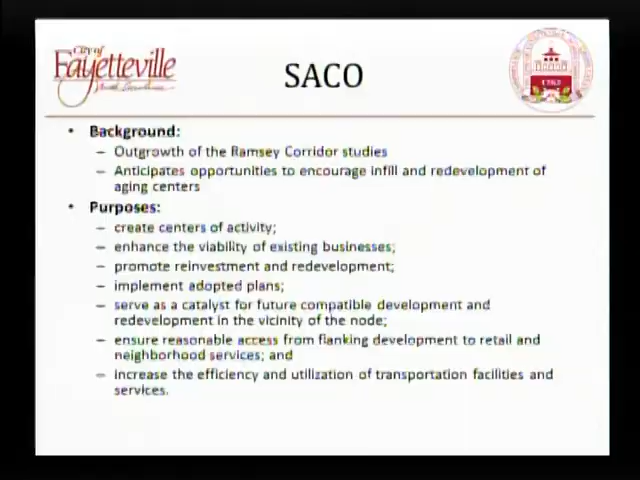 City of
Fayetteville
North Carolina
SACO
• Background:
– Outgrowth of the Ramsey Corridor studies
– Anticipates opportunities to encourage infill and redevelopment of
aging centers
• Purposes:
– create centers of activity;
– enhance the viability of existing businesses;
– promote reinvestment and redevelopment;
– implement adopted plans;
– serve as a catalyst for future compatible development and
redevelopment in the vicinity of the node;
– ensure reasonable access from flanking development to retail and
neighborhood services; and
– increase the efficiency and utilization of transportation facilities and
services.